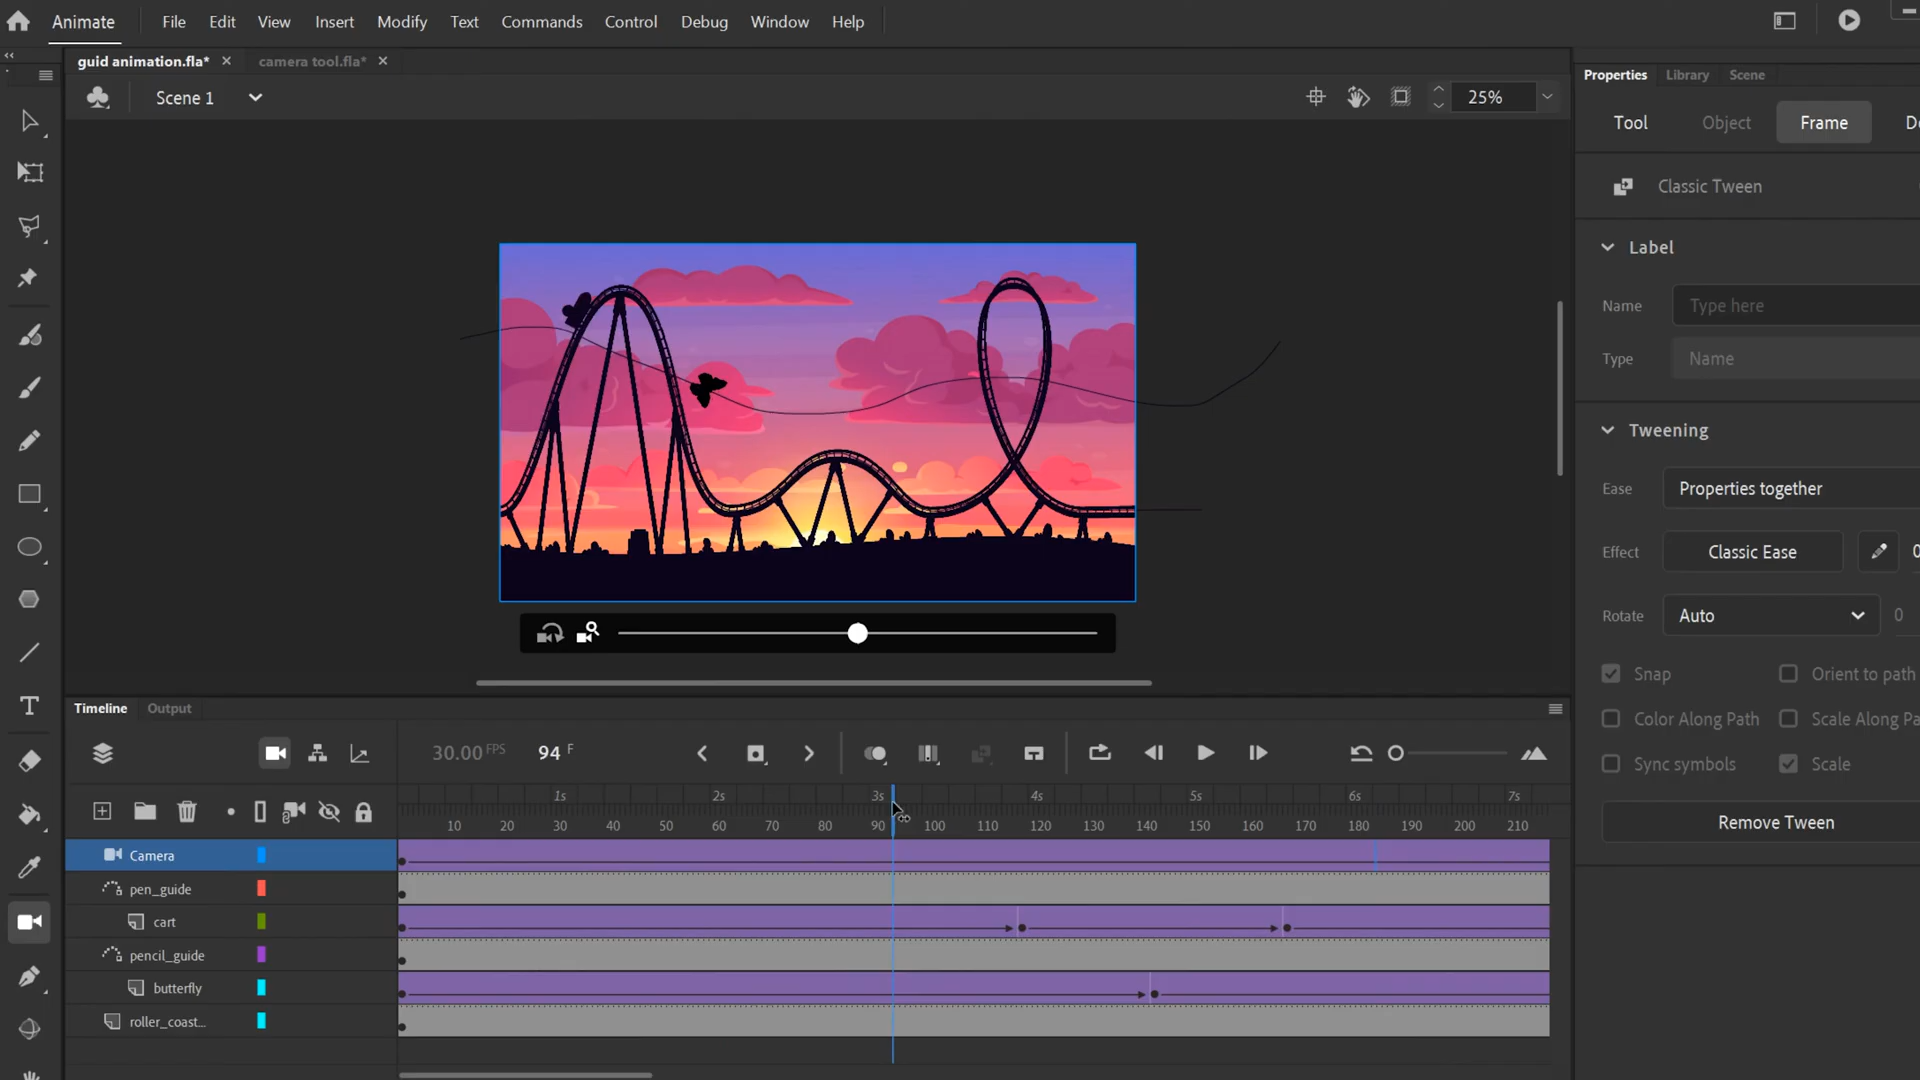 Animate File Edit View Insert Modify Text Commands Control Debug Window Help
guid animation.fla* camera tool.fla*
Scene 1 25%
Properties Library Scene
Tool Object Frame
Classic Tween
Label
Name Type here
Type Name
Tweening
Ease Properties together
Effect Classic Ease
Rotate Auto 0
Snap Orient to path
Color Along Path Scale Along Pa
Sync symbols Scale
Remove Tween
Timeline Output
30.00 FPS 94 F
1s 2s 3s 4s 5s 6s 7s
10 20 30 40 50 60 70 80 90 100 110 120 130 140 150 160 170 180 190 200 210
Camera
pen_guide
cart
pencil_guide
butterfly
roller_coast...